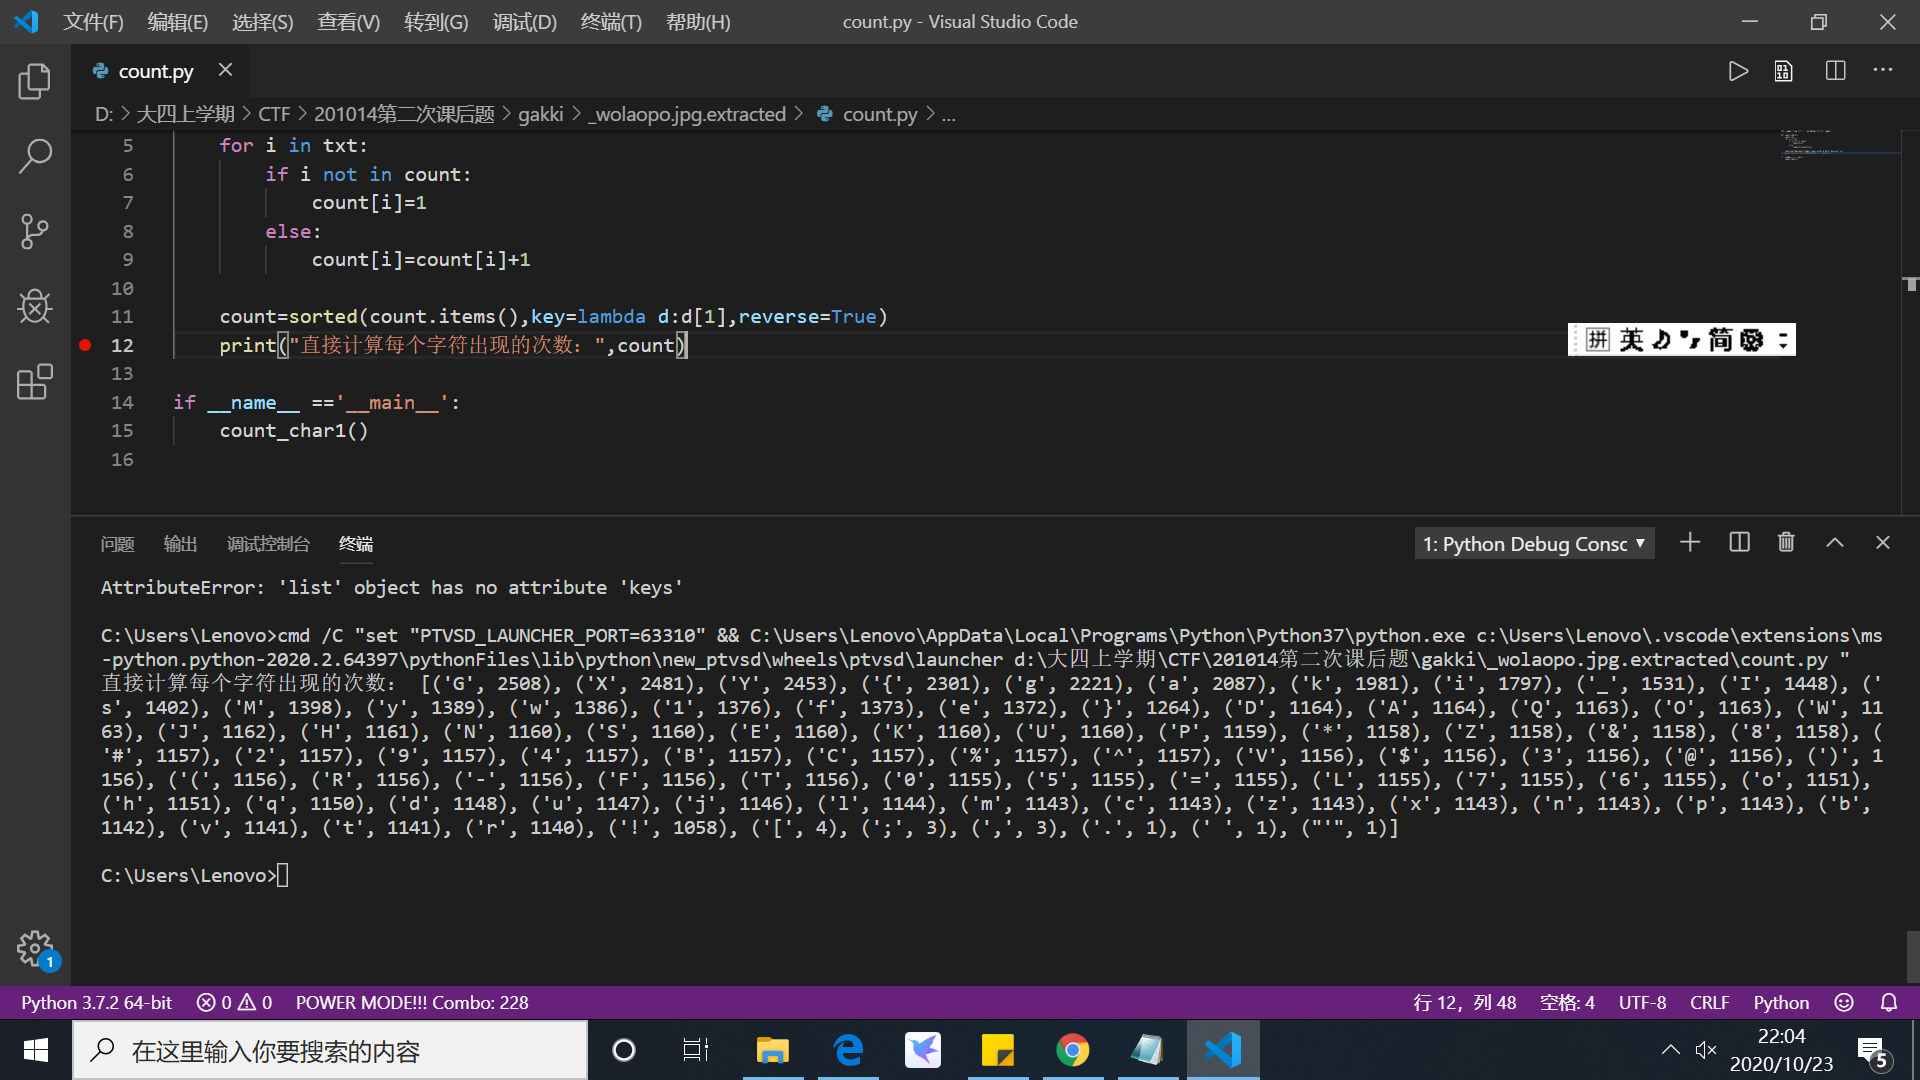 文件(F) 编辑(E) 选择(S) 查看(V) 转到(G) 调试(D) 终端(T) 帮助(H) count.py - Visual Studio Code
count.py
D: > 大四上学期 > CTF > 201014第二次课后题 > gakki > _wolaopo.jpg.extracted > count.py > ...
5 for i in txt:
6 if i not in count:
7 count[i]=1
8 else:
9 count[i]=count[i]+1
10
11 count=sorted(count.items(),key=lambda d:d[1],reverse=True)
12 print("直接计算每个字符出现的次数：",count)
拼 英 简
13
14 if __name__ =='__main__':
15 count_char1()
16
问题 输出 调试控制台 终端 1: Python Debug Consc
AttributeError: 'list' object has no attribute 'keys'
C:\Users\Lenovo>cmd /C "set "PTVSD_LAUNCHER_PORT=63310" && C:\Users\Lenovo\AppData\Local\Programs\Python\Python37\python.exe c:\Users\Lenovo\.vscode\extensions\ms
-python.python-2020.2.64397\pythonFiles\lib\python\new_ptvsd\wheels\ptvsd\launcher d:\大四上学期\CTF\201014第二次课后题\gakki\_wolaopo.jpg.extracted\count.py "
直接计算每个字符出现的次数： [('G', 2508), ('X', 2481), ('Y', 2453), ('{', 2301), ('g', 2221), ('a', 2087), ('k', 1981), ('i', 1797), ('_', 1531), ('I', 1448), ('
s', 1402), ('M', 1398), ('y', 1389), ('w', 1386), ('1', 1376), ('f', 1373), ('e', 1372), ('}', 1264), ('D', 1164), ('A', 1164), ('Q', 1163), ('O', 1163), ('W', 11
63), ('J', 1162), ('H', 1161), ('N', 1160), ('S', 1160), ('E', 1160), ('K', 1160), ('U', 1160), ('P', 1159), ('*', 1158), ('Z', 1158), ('&', 1158), ('8', 1158), (
'#', 1157), ('2', 1157), ('9', 1157), ('4', 1157), ('B', 1157), ('C', 1157), ('%', 1157), ('^', 1157), ('V', 1156), ('$', 1156), ('3', 1156), ('@', 1156), (')', 1
156), ('(', 1156), ('R', 1156), ('-', 1156), ('F', 1156), ('T', 1156), ('0', 1155), ('5', 1155), ('=', 1155), ('L', 1155), ('7', 1155), ('6', 1155), ('o', 1151),
('h', 1151), ('q', 1150), ('d', 1148), ('u', 1147), ('j', 1146), ('l', 1144), ('m', 1143), ('c', 1143), ('z', 1143), ('x', 1143), ('n', 1143), ('p', 1143), ('b',
1142), ('v', 1141), ('t', 1141), ('r', 1140), ('!', 1058), ('[', 4), (';', 3), (',', 3), ('.', 1), (' ', 1), ("'", 1)]
C:\Users\Lenovo>
1
Python 3.7.2 64-bit 0 0 POWER MODE!!! Combo: 228 行 12，列 48 空格: 4 UTF-8 CRLF Python
在这里输入你要搜索的内容
22:04
2020/10/23
5